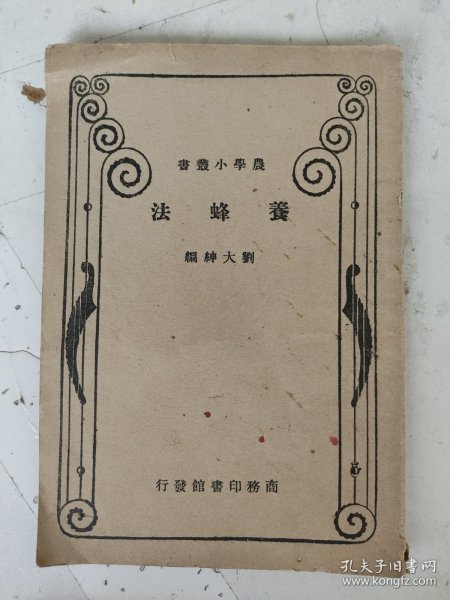 農學小叢書
養蜂法
劉大紳編
商務印書館發行
孔夫子旧书网
www.kongfz.com